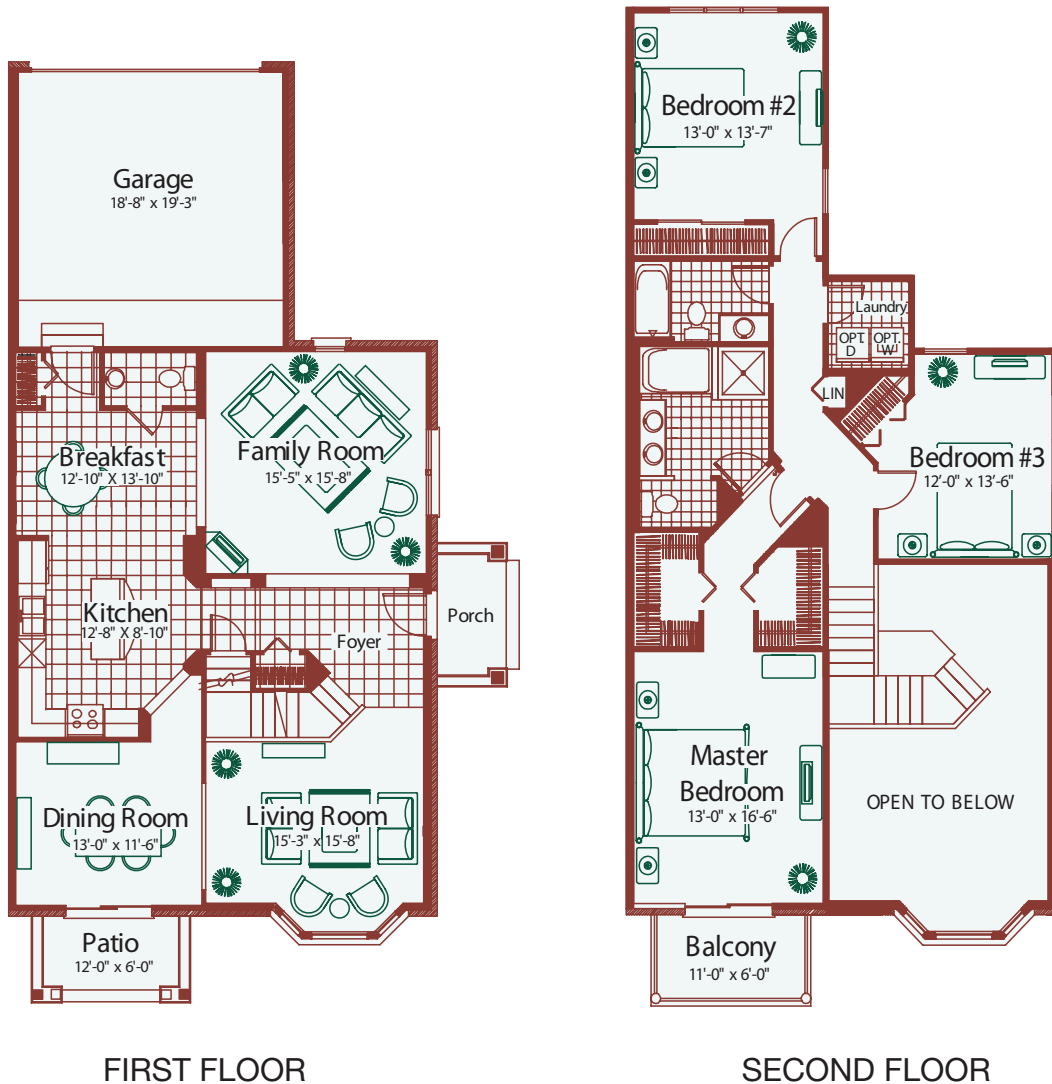 Garage
18'-8" x 19'-3"
Breakfast
12'-10" X 13'-10"
Family Room
15'-5" x 15'-8"
Kitchen
12'-8" X 8'-10"
Foyer
Porch
Dining Room
13'-0" x 11'-6"
Living Room
15'-3" x 15'-8"
Patio
12'-0" x 6'-0"
FIRST FLOOR
Bedroom #2
13'-0" x 13'-7"
Laundry
OPT.
D
OPT.
W
LIN
Bedroom #3
12'-0" x 13'-6"
Master
Bedroom
13'-0" x 16'-6"
OPEN TO BELOW
Balcony
11'-0" x 6'-0"
SECOND FLOOR